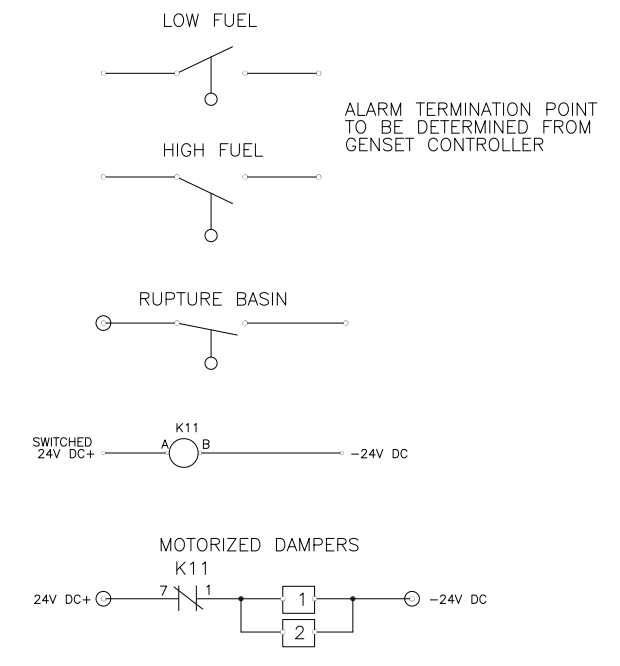 LOW FUEL
ALARM TERMINATION POINT
TO BE DETERMINED FROM
GENSET CONTROLLER
HIGH FUEL
RUPTURE BASIN
K11
SWITCHED
24V DC+
A
B
-24V DC
MOTORIZED DAMPERS
K11
7
1
24V DC+
1
-24V DC
2